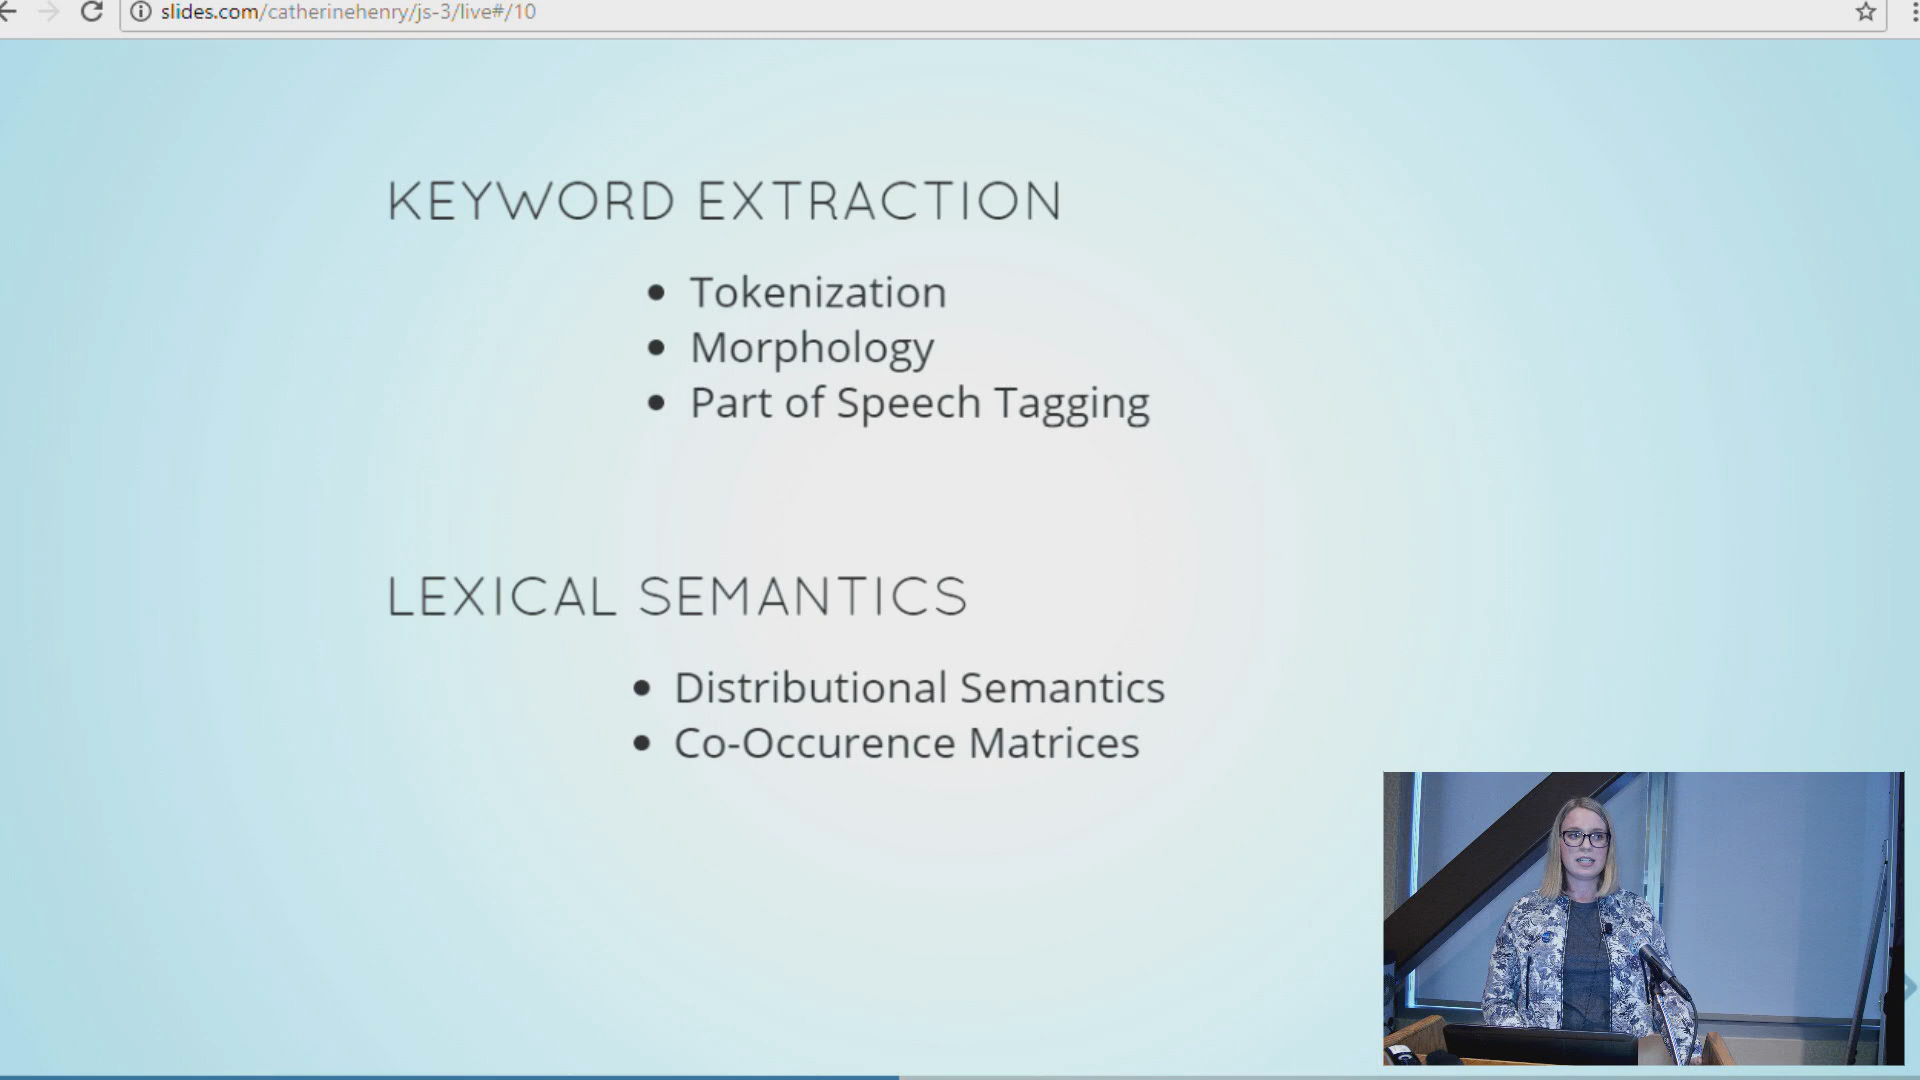 slides.com/catherinehenry/js-3/live#/10
KEYWORD EXTRACTION
Tokenization
Morphology
Part of Speech Tagging
LEXICAL SEMANTICS
Distributional Semantics
Co-Occurence Matrices